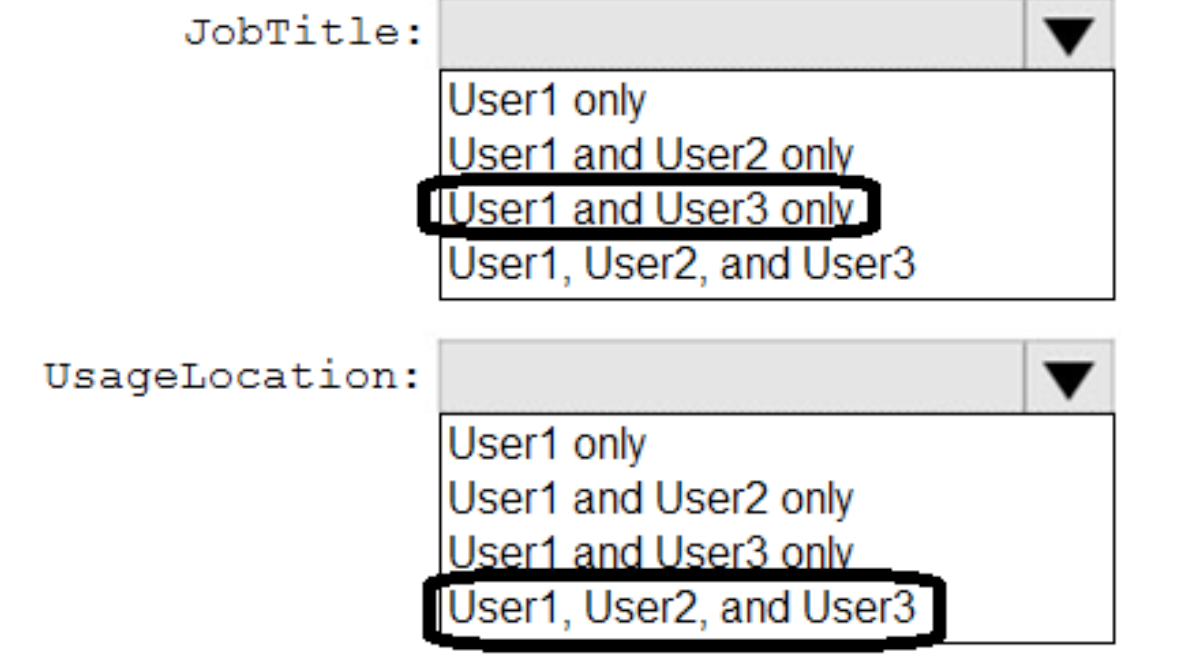 JobTitle:
User1 only
User1 and User2 only
User1 and User3 only
User1, User2, and User3
UsageLocation:
User1 only
User1 and User2 only
User1 and User3 only
User1, User2, and User3